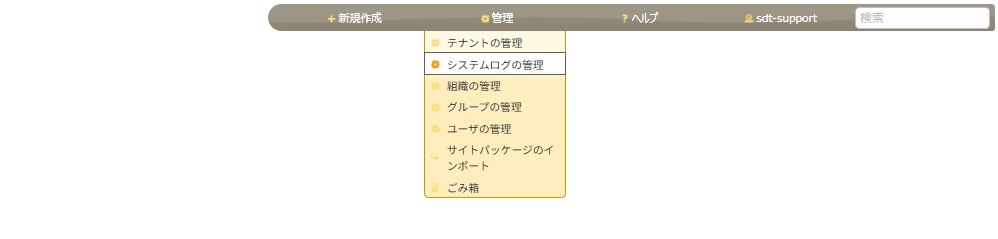 新規作成 管理 ヘルプ sdt-support 検索
テナントの管理
システムログの管理
組織の管理
グループの管理
ユーザの管理
サイトパッケージのイ
ンポート
ごみ箱